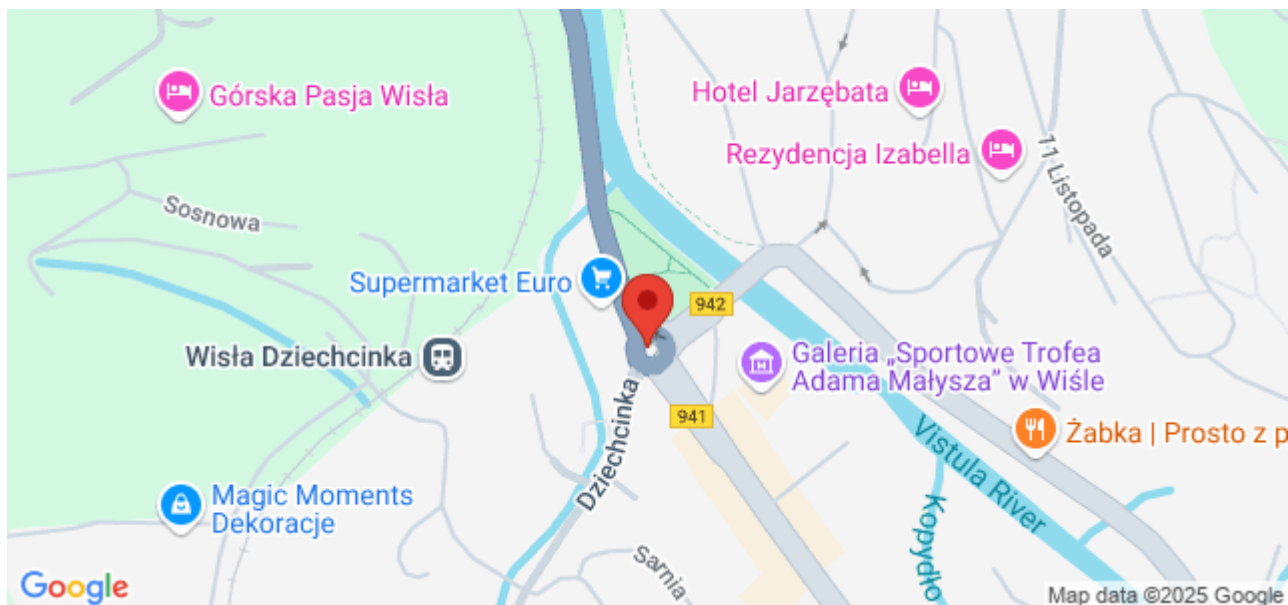 Górska Pasja Wisła
Hotel Jarzębata
Rezydencja Izabella
11 Listopada
Sosnowa
Supermarket Euro
942
Wisła Dziechcinka
Galeria „Sportowe Trofea
Adama Małysza” w Wiśle
941
Dziechcinka
Żabka | Prosto z p
Vistula River
Magic Moments
Dekoracje
Kopydło
Sarnia
Google
Map data ©2025 Google